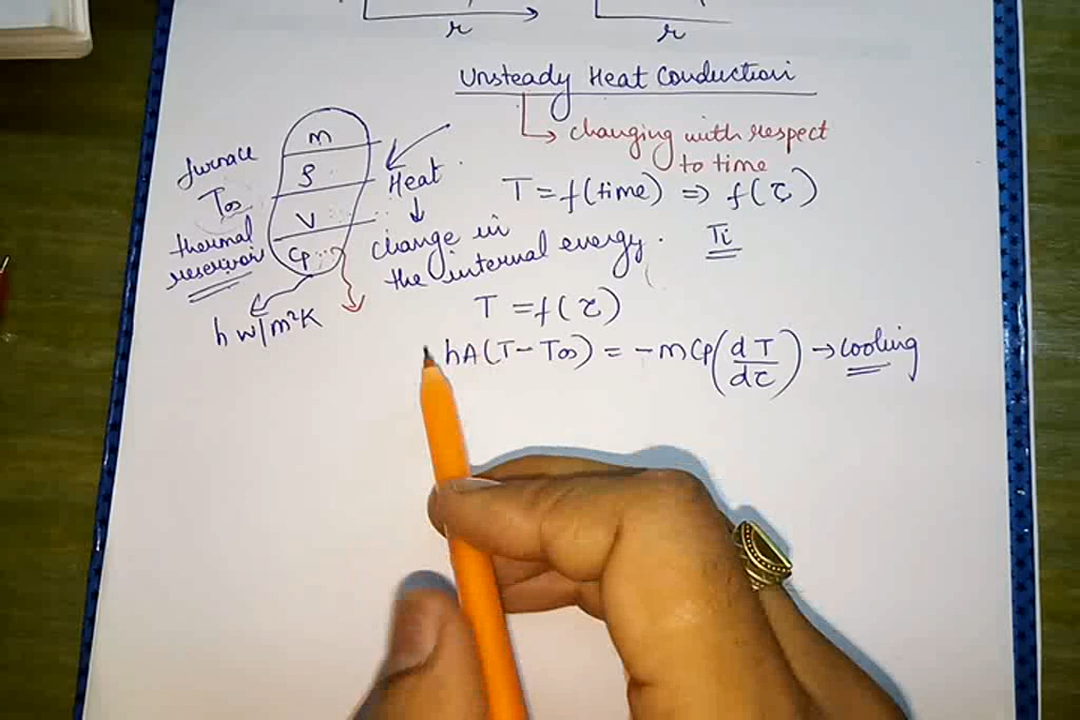 r r
Unsteady Heat Conduction
changing with respect
to time
T = f(time) => f(τ)
Ti
furnace
T∞
thermal
reservoir
m
ρ
V
Cp
h W/m²K
Heat
change in
the internal energy.
T = f(τ)
hA(T - T∞) = -mCp(dT/dτ) → cooling